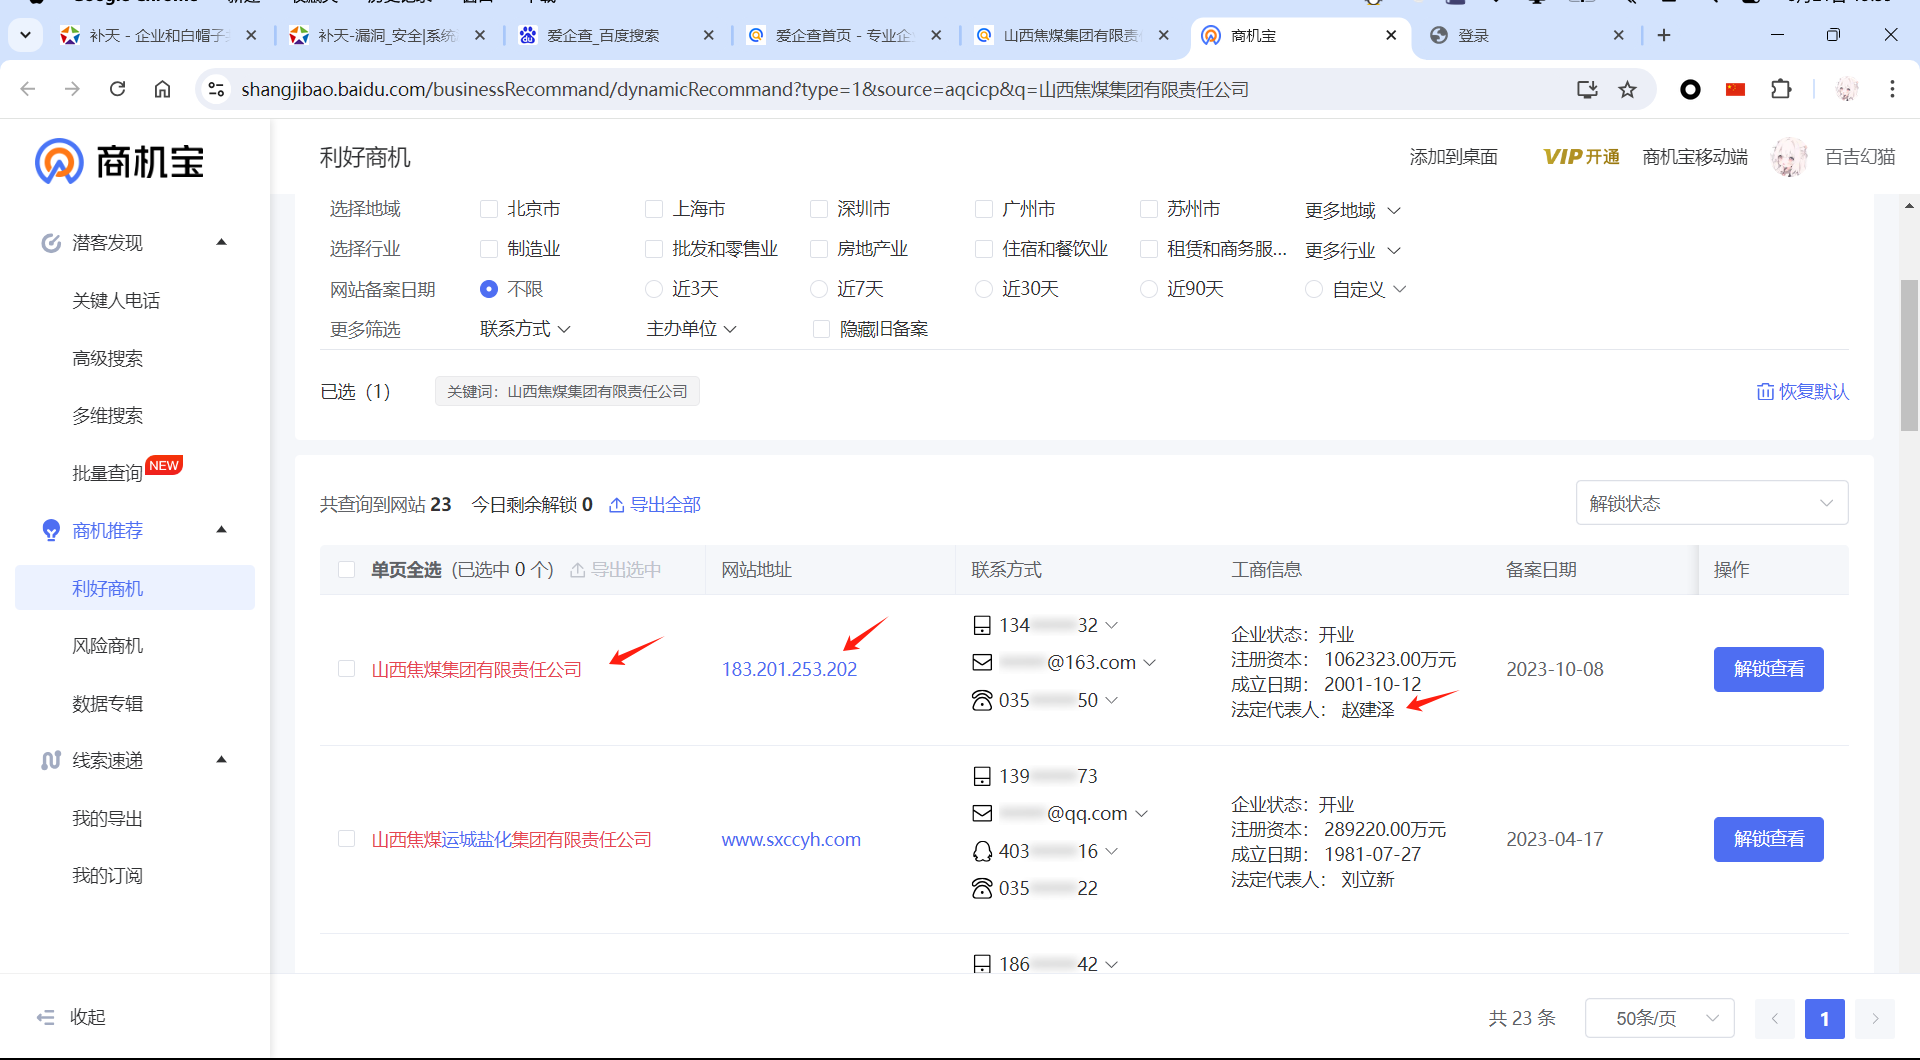 补天 - 企业和白帽子
补天-漏洞_安全|系统
爱企查_百度搜索
爱企查首页 - 专业企
山西焦煤集团有限责
商机宝
登录
shangjibao.baidu.com/businessRecommand/dynamicRecommand?type=1&source=aqcicp&q=山西焦煤集团有限责任公司
商机宝
利好商机
添加到桌面
VIP开通
商机宝移动端
百吉幻猫
潜客发现
关键人电话
高级搜索
多维搜索
批量查询 NEW
商机推荐
利好商机
风险商机
数据专辑
线索速递
我的导出
我的订阅
收起
选择地域 北京市 上海市 深圳市 广州市 苏州市 更多地域
选择行业 制造业 批发和零售业 房地产业 住宿和餐饮业 租赁和商务服... 更多行业
网站备案日期 不限 近3天 近7天 近30天 近90天 自定义
更多筛选 联系方式 主办单位 隐藏旧备案
已选（1） 关键词：山西焦煤集团有限责任公司 恢复默认
共查询到网站 23 今日剩余解锁 0 导出全部 解锁状态
单页全选 (已选中 0 个) 导出选中 网站地址 联系方式 工商信息 备案日期 操作
山西焦煤集团有限责任公司
183.201.253.202
134 32
@163.com
035 50
企业状态：开业
注册资本： 1062323.00万元
成立日期： 2001-10-12
法定代表人： 赵建泽
2023-10-08
解锁查看
山西焦煤运城盐化集团有限责任公司
www.sxccyh.com
139 73
@qq.com
403 16
035 22
企业状态：开业
注册资本： 289220.00万元
成立日期： 1981-07-27
法定代表人： 刘立新
2023-04-17
解锁查看
186 42
共 23 条 50条/页 1